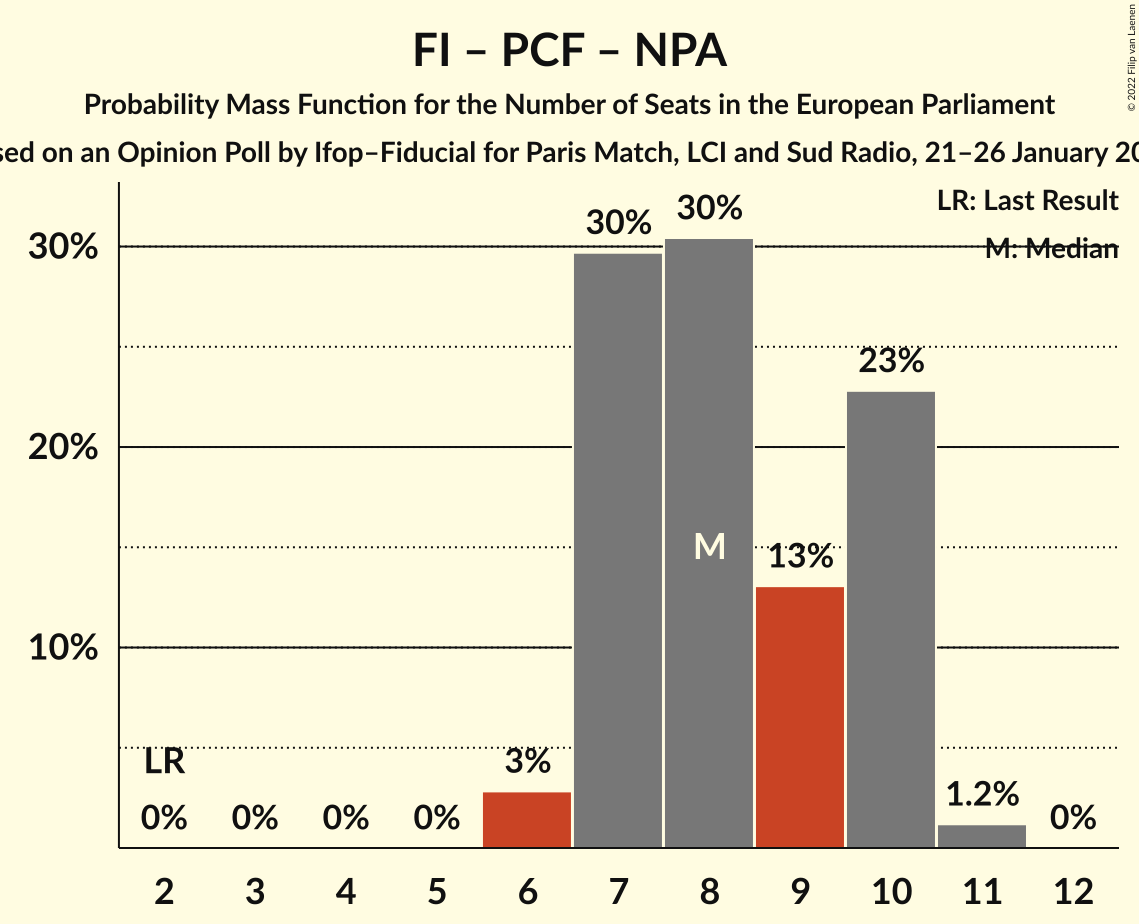 FI – PCF – NPA
Probability Mass Function for the Number of Seats in the European Parliament
on an Opinion Poll by Ifop–Fiducial for Paris Match, LCI and Sud Radio, 21–26 January
© 2022 Filip van Laenen
LR: Last Result
M: Median
30%
20%
10%
LR
0% 0% 0% 0% 3% 30% 30% 13% 23% 1.2% 0%
M
2 3 4 5 6 7 8 9 10 11 12